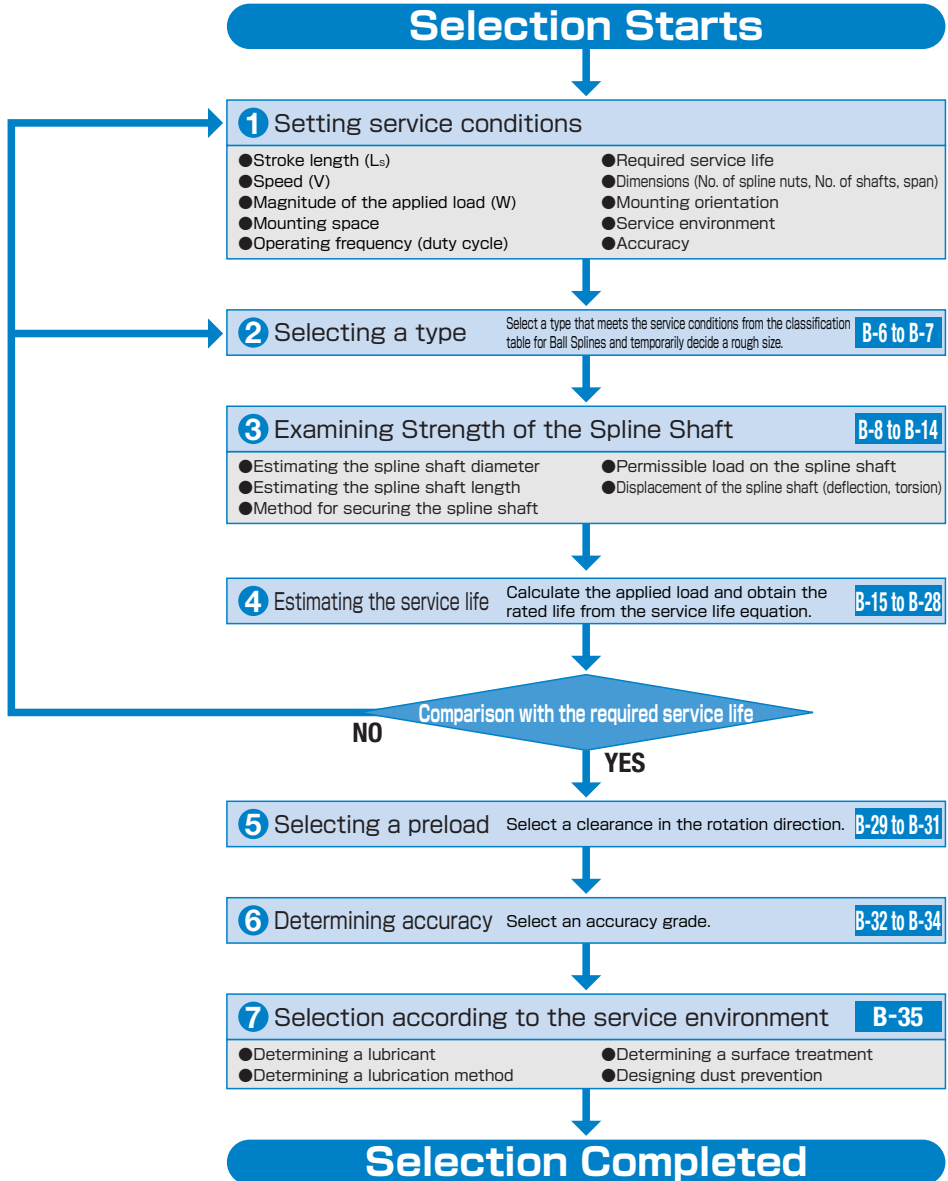 Selection Starts
❶ Setting service conditions
●Stroke length (Ls)
●Speed (V)
●Magnitude of the applied load (W)
●Mounting space
●Operating frequency (duty cycle)
●Required service life
●Dimensions (No. of spline nuts, No. of shafts, span)
●Mounting orientation
●Service environment
●Accuracy
❷ Selecting a type
Select a type that meets the service conditions from the classification
table for Ball Splines and temporarily decide a rough size.
B-6 to B-7
❸ Examining Strength of the Spline Shaft
B-8 to B-14
●Estimating the spline shaft diameter
●Estimating the spline shaft length
●Method for securing the spline shaft
●Permissible load on the spline shaft
●Displacement of the spline shaft (deflection, torsion)
❹ Estimating the service life
Calculate the applied load and obtain the
rated life from the service life equation.
B-15 to B-28
Comparison with the required service life
NO
YES
❺ Selecting a preload
Select a clearance in the rotation direction.
B-29 to B-31
❻ Determining accuracy
Select an accuracy grade.
B-32 to B-34
❼ Selection according to the service environment
B-35
●Determining a lubricant
●Determining a lubrication method
●Determining a surface treatment
●Designing dust prevention
Selection Completed